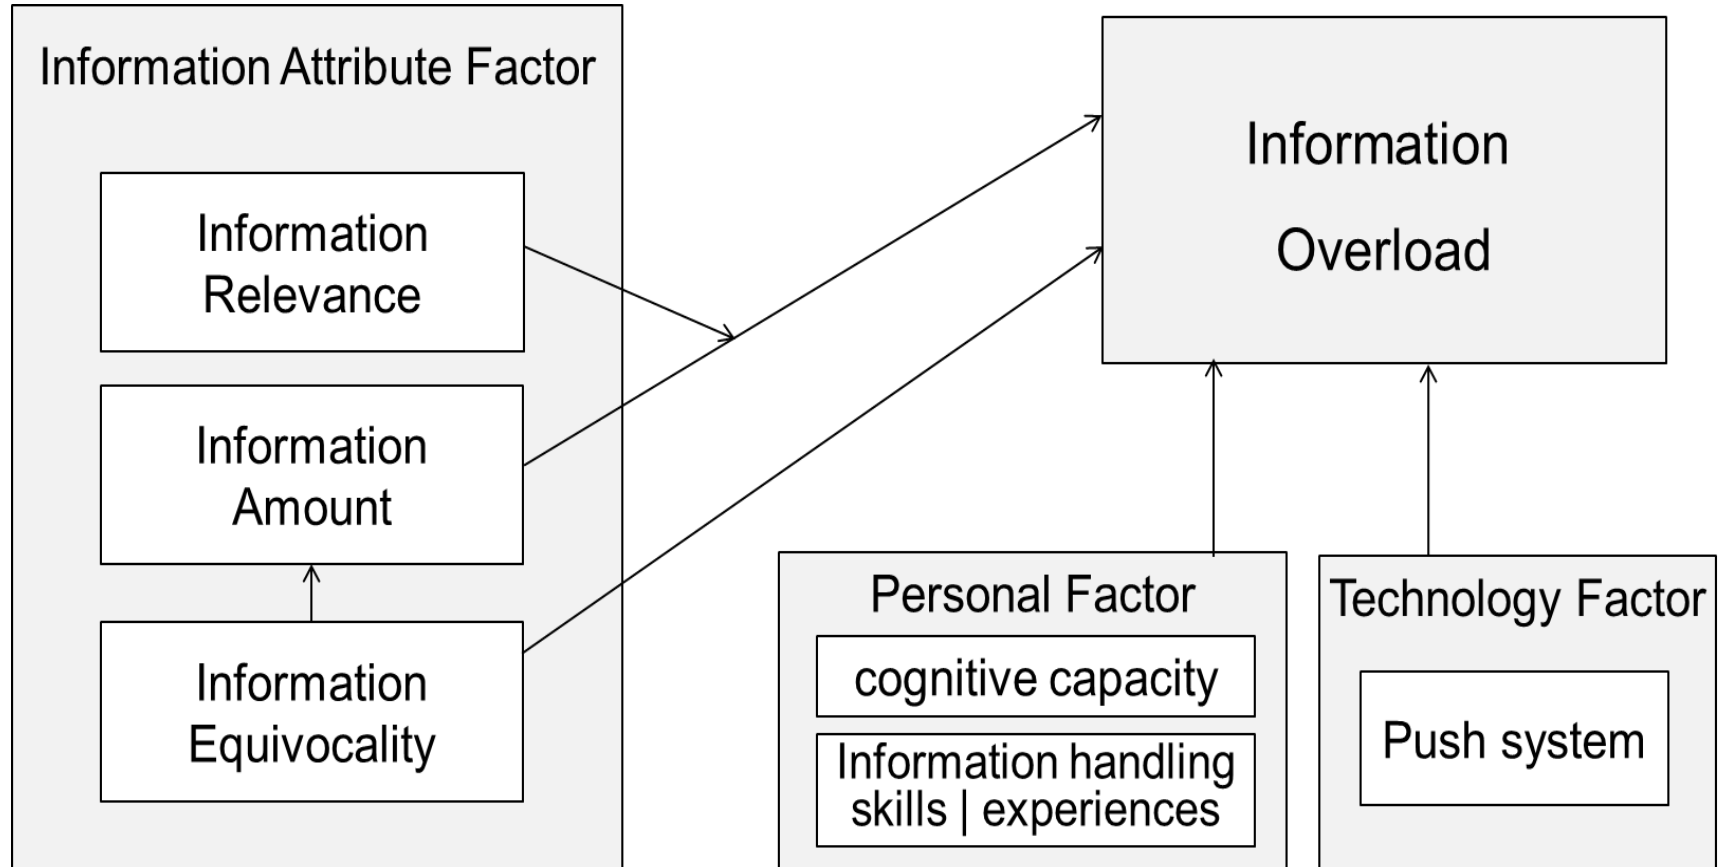 Information Attribute Factor
Information
Relevance
Information
Amount
Information
Equivocality
Information
Overload
Personal Factor
cognitive capacity
Information handling
skills | experiences
Technology Factor
Push system